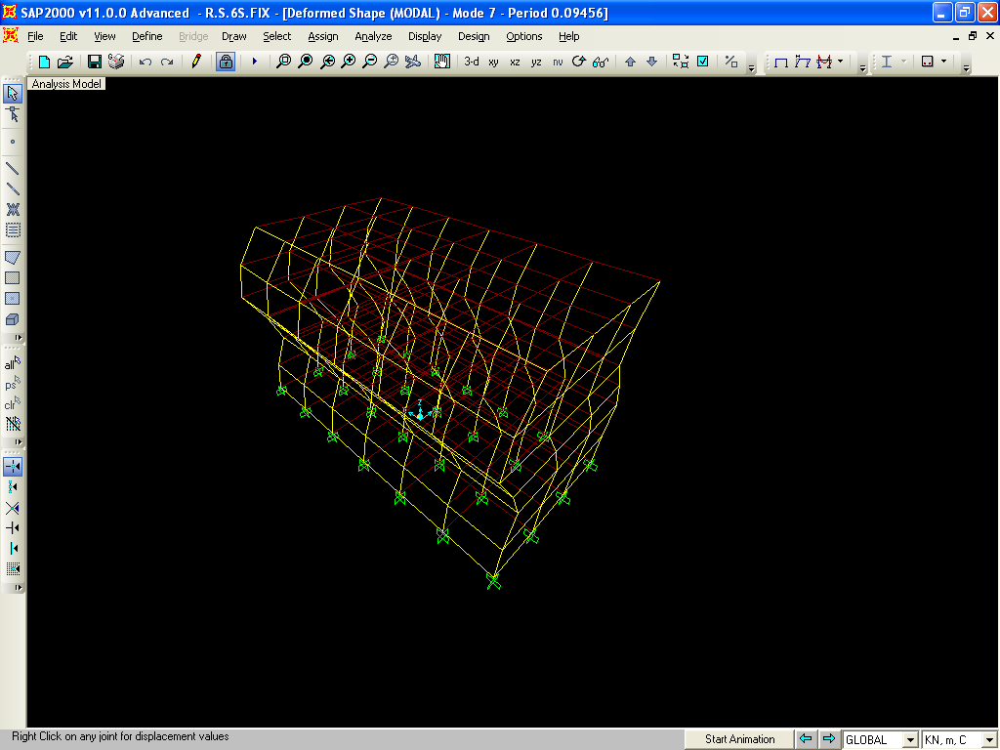 SAP2000 v11.0.0 Advanced - R.S.6S.FIX - [Deformed Shape (MODAL) - Mode 7 - Period 0.09456]
File Edit View Define Bridge Draw Select Assign Analyze Display Design Options Help
3-d xy xz yz nv
Analysis Model
all
ps
clr
Z
Right Click on any joint for displacement values
Start Animation
GLOBAL
KN, m, C